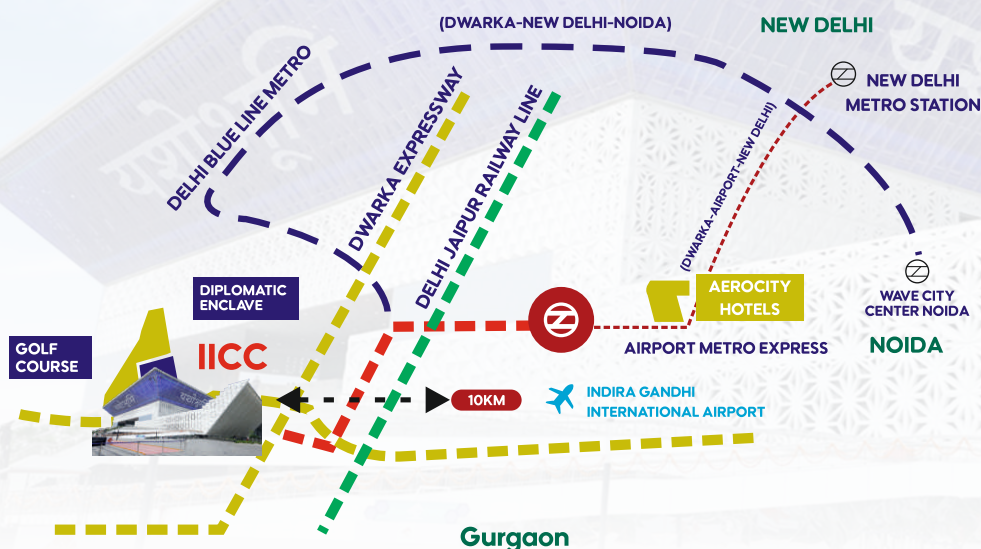 (DWARKA-NEW DELHI-NOIDA)
NEW DELHI
DELHI BLUE LINE METRO
DWARKA EXPRESSWAY
DELHI JAIPUR RAILWAY LINE
(DWARKA-AIRPORT-NEW DELHI)
NEW DELHI
METRO STATION
DIPLOMATIC
ENCLAVE
AEROCITY
HOTELS
WAVE CITY
CENTER NOIDA
GOLF
COURSE
IICC
AIRPORT METRO EXPRESS
NOIDA
10KM
INDIRA GANDHI
INTERNATIONAL AIRPORT
Gurgaon